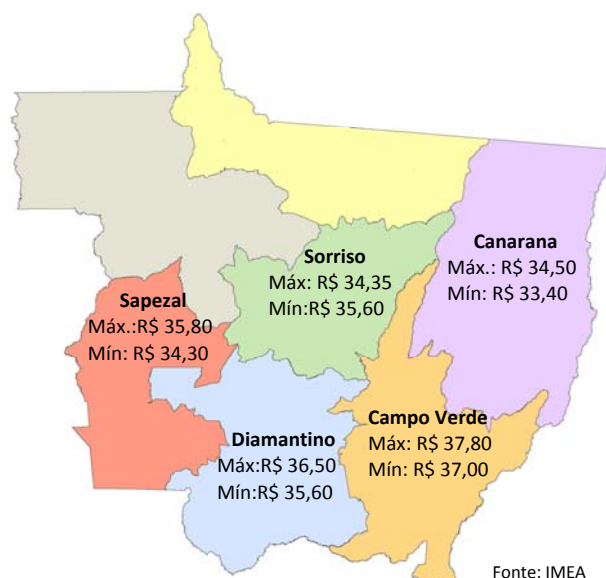 Sorriso
Máx: R$ 34,35
Mín:R$ 35,60
Canarana
Máx.: R$ 34,50
Mín: R$ 33,40
Sapezal
Máx.:R$ 35,80
Mín: R$ 34,30
Diamantino
Máx:R$ 36,50
Mín:R$ 35,60
Campo Verde
Máx: R$ 37,80
Mín: R$ 37,00
Fonte: IMEA